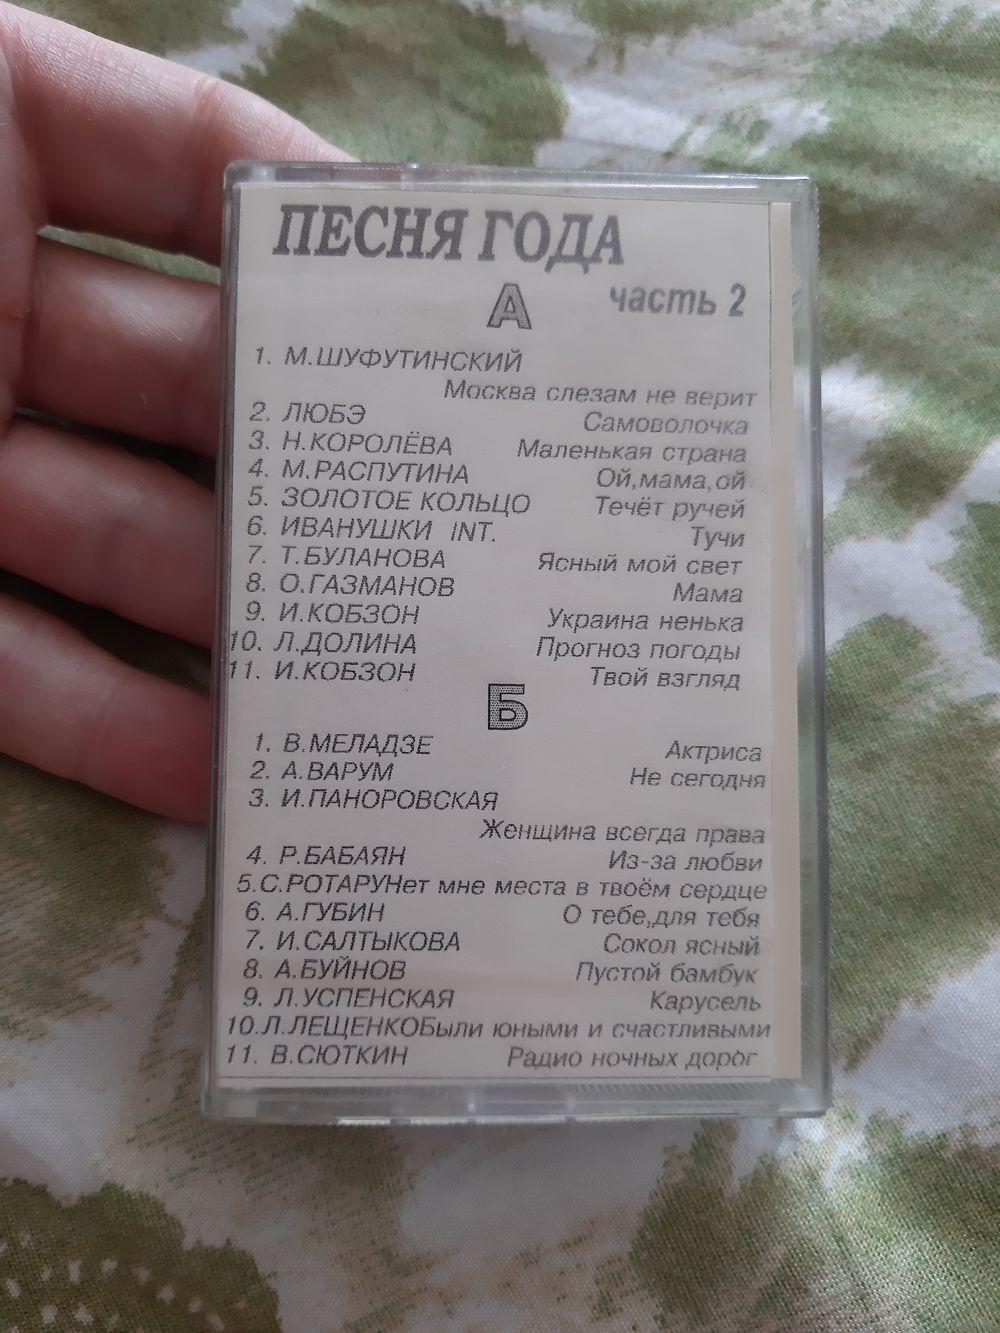 ПЕСНЯ ГОДА
часть 2
А
1. М.ШУФУТИНСКИЙ
Москва слезам не верит
2. ЛЮБЭ Самоволочка
3. Н.КОРОЛЁВА Маленькая страна
4. М.РАСПУТИНА Ой,мама,ой
5. ЗОЛОТОЕ КОЛЬЦО Течёт ручей
6. ИВАНУШКИ INT. Тучи
7. Т.БУЛАНОВА Ясный мой свет
8. О.ГАЗМАНОВ Мама
9. И.КОБЗОН Украина ненька
10. Л.ДОЛИНА Прогноз погоды
11. И.КОБЗОН Твой взгляд
Б
1. В.МЕЛАДЗЕ Актриса
2. А.ВАРУМ Не сегодня
3. И.ПАНОРОВСКАЯ
Женщина всегда права
4. Р.БАБАЯН Из-за любви
5.С.РОТАРУНет мне места в твоём сердце
6. А.ГУБИН О тебе,для тебя
7. И.САЛТЫКОВА Сокол ясный
8. А.БУЙНОВ Пустой бамбук
9. Л.УСПЕНСКАЯ Карусель
10.Л.ЛЕЩЕНКОБыли юными и счастливыми
11. В.СЮТКИН Радио ночных дорог